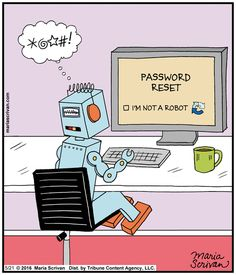 *@☆#!
PASSWORD
RESET
I'M NOT A ROBOT
mariascrivan.com
maria
Scrivan
5/21 © 2016 Maria Scrivan Dist. by Tribune Content Agency, LLC